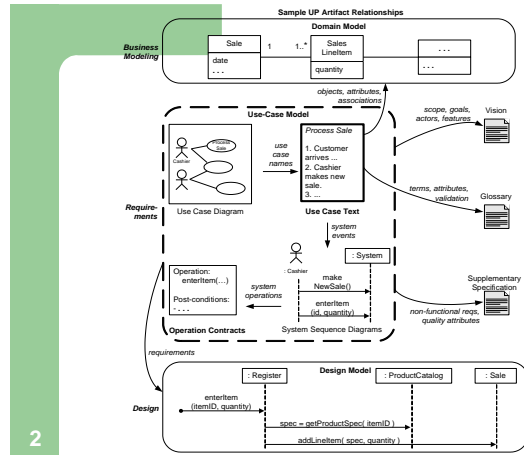 Sample UP Artifact Relationships
Domain Model
Business
Modeling
Sale
date
. . .
1
1..*
Sales
LineItem
quantity
. . .
. . .
objects, attributes,
associations
Use-Case Model
Process
Sale
Cashier
Use Case Diagram
use
case
names
Process Sale
1. Customer
arrives ...
2. Cashier
makes new
sale.
3. ...
Use Case Text
scope, goals,
actors, features
Vision
terms, attributes,
validation
Glossary
Require-
ments
system
events
Operation:
enterItem(…)
Post-conditions:
- . . .
Operation Contracts
system
operations
: Cashier
: System
make
NewSale()
enterItem
(id, quantity)
System Sequence Diagrams
Supplementary
Specification
non-functional reqs,
quality attributes
requirements
Design Model
Design
: Register
: ProductCatalog
: Sale
enterItem
(itemID, quantity)
spec = getProductSpec( itemID )
addLineItem( spec, quantity )
2